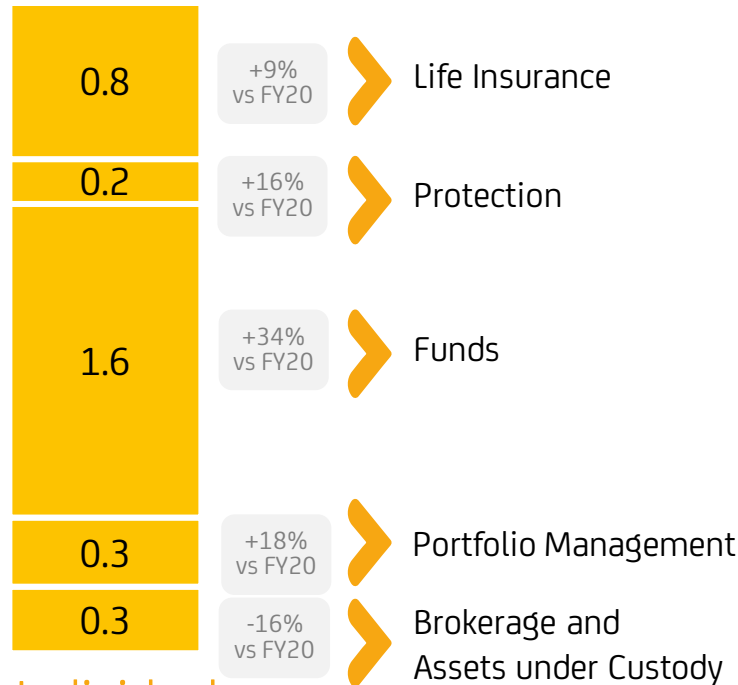 0.8
+9%
vs FY20
Life Insurance
0.2
+16%
vs FY20
Protection
1.6
+34%
vs FY20
Funds
0.3
+18%
vs FY20
Portfolio Management
0.3
-16%
vs FY20
Brokerage and
Assets under Custody